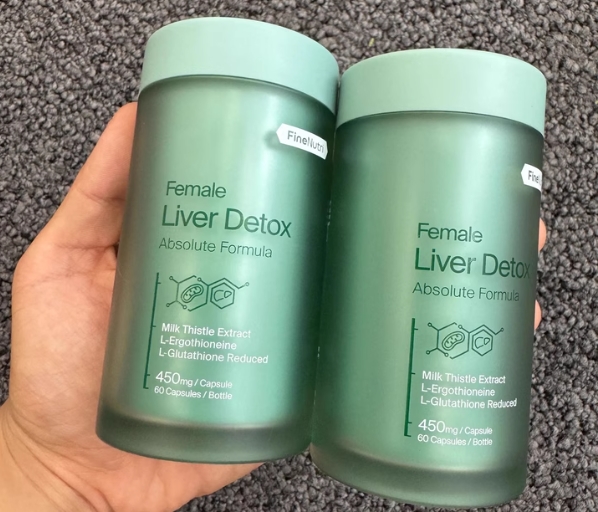 FineNutri
Female
Liver Detox
Absolute Formula
Milk Thistle Extract
L-Ergothioneine
L-Glutathione Reduced
450mg / Capsule
60 Capsules / Bottle
Female
Liver Detox
Absolute Formula
Milk Thistle Extract
L-Ergothioneine
L-Glutathione Reduced
450mg / Capsule
60 Capsules / Bottle